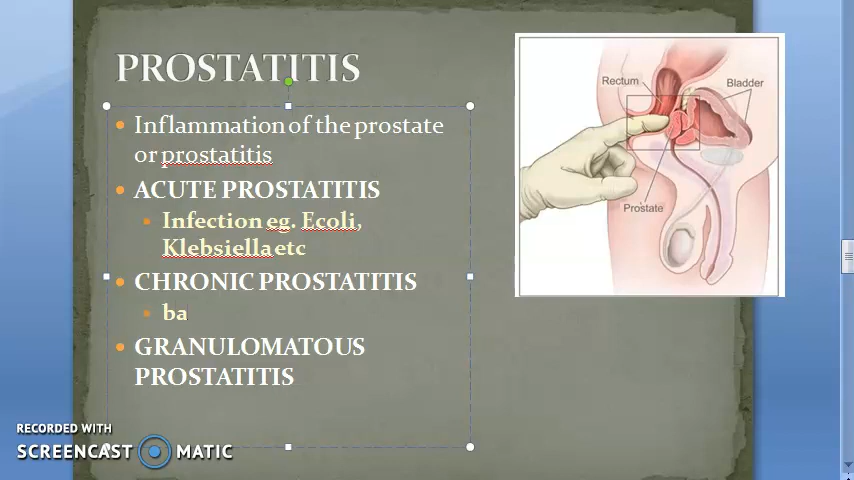 PROSTATITIS
Inflammation of the prostate
or prostatitis
ACUTE PROSTATITIS
Infection eg. Ecoli,
Klebsiella etc
CHRONIC PROSTATITIS
ba
GRANULOMATOUS
PROSTATITIS
Rectum
Bladder
Prostate
RECORDED WITH
SCREENCAST MATIC